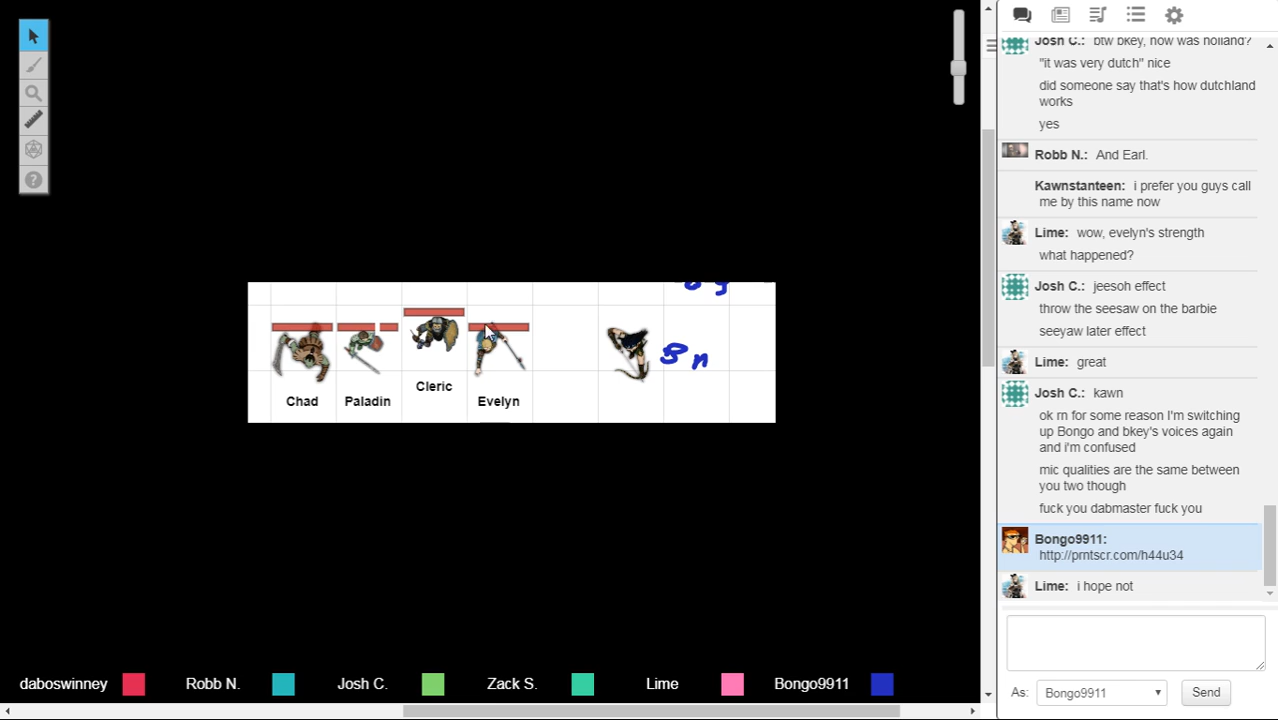 Josh C.: btw bkey, how was holland?
"it was very dutch" nice
did someone say that's how dutchland
works
yes
Robb N.: And Earl.
Kawnstanteen: i prefer you guys call
me by this name now
Lime: wow, evelyn's strength
what happened?
Josh C.: jeesoh effect
throw the seesaw on the barbie
seeyaw later effect
Lime: great
Josh C.: kawn
ok rn for some reason I'm switching
up Bongo and bkey's voices again
and i'm confused
mic qualities are the same between
you two though
fuck you dabmaster fuck you
Bongo9911:
http://prntscr.com/h44u34
Lime: i hope not
As: Bongo9911 Send
Chad Paladin Cleric Evelyn
daboswinney Robb N. Josh C. Zack S. Lime Bongo9911